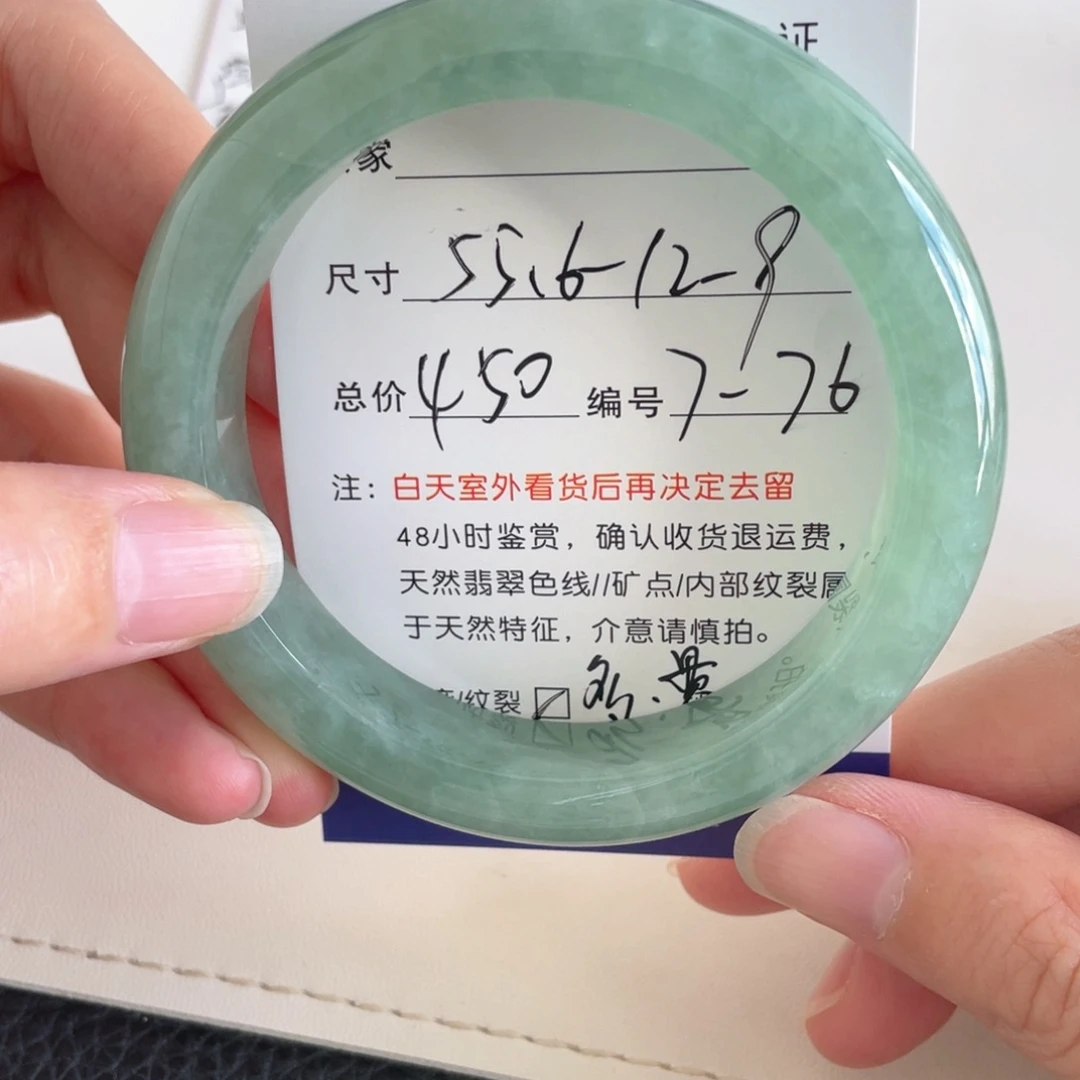 证
家
尺寸 55.6-12-8
总价 450 编号 7-76
注：白天室外看货后再决定去留
48小时鉴赏，确认收货退运费，
天然翡翠色线//矿点/内部纹裂属
于天然特征，介意请慎拍。
/纹裂